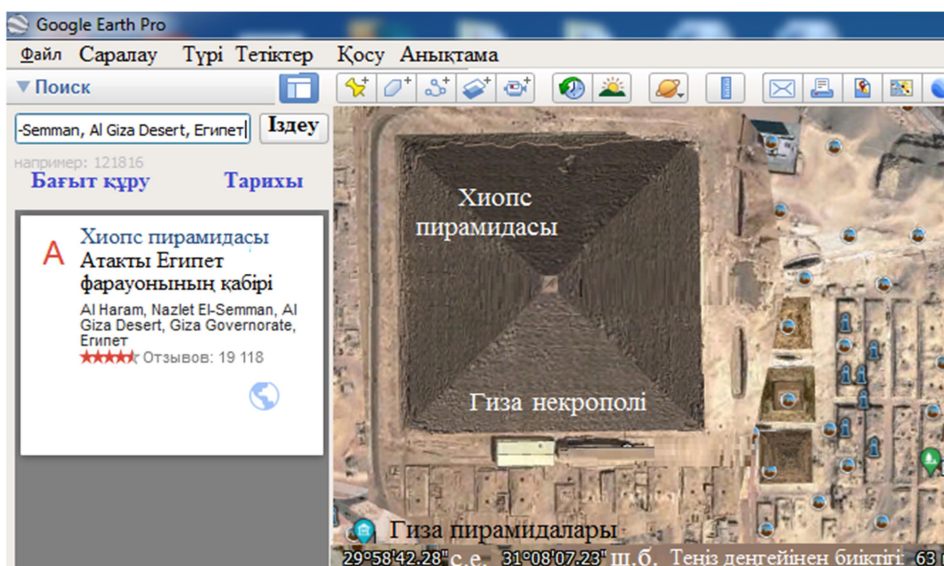 Google Earth Pro
Файл Саралау Түрі Тетіктер Қосу Анықтама
Поиск
-Semman, Al Giza Desert, Египет Іздеу
например: 121816
Бағыт құру Тарихы
A
Хиопс пирамидасы
Атакты Египет
фарауонының қабірі
Al Haram, Nazlet El-Semman, Al
Giza Desert, Giza Governorate,
Египет
Отзывов: 19 118
Хиопс
пирамидасы
Гиза некрополі
Гиза пирамидалары
29°58'42.28" с.е. 31°08'07.23" ш.б. Теңіз деңгейінен биіктігі: 63